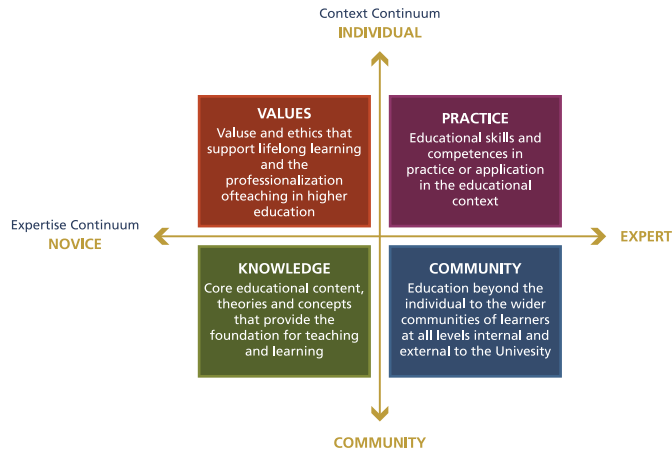 Context Continuum
INDIVIDUAL
VALUES
Valuse and ethics that
support lifelong learning
and the
professionalization
ofteaching in higher
education
PRACTICE
Educational skills and
competences in
practice or application
in the educational
context
Expertise Continuum
NOVICE
EXPERT
KNOWLEDGE
Core educational content,
theories and concepts
that provide the
foundation for teaching
and learning
COMMUNITY
Education beyond the
individual to the wider
communities of learners
at all levels internal and
external to the Univesity
COMMUNITY